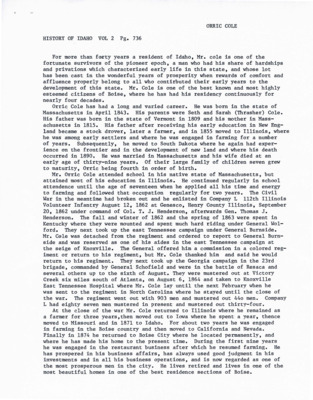 ORRIC COLE
HISTORY OF IDAHO VOL 2 Pg. 736
For more than forty years a resident of Idaho, Mr. cole is one of the
fortunate survivors of the pioneer epoch, a man who had his share of hardships
and privations which characterized early life in this state, and whose lot
has been cast in the wonderful years of prosperity when rewards of comfort and
affluence properly belong to all who contributed their early years to the
development of this state. Mr. Cole is one of the best known and most highly
esteemed citizens of Boise, where he has had his residency continuously for
nearly four decades.
Orric Cole has had a long and varied career. He was born in the state of
Massachusetts in April 1843. His parents were Beth and Sarah (Thrasher) Cole.
His father was born in the state of Vermont in 1809 and his mother in Mass-
achusetts in 1815. His father after receiving his early education in New Eng-
land became a stock drover, later a farmer, and in 1855 moved to Illinois, where
he was among early settlers and where he was engaged in farming for a number
of years. Subsequently, he moved to South Dakota where he again had exper-
ience on the frontier and in the development of new land and where his death
occurred in 1890. He was married in Massachusetts and his wife died at an
early age of thirty-nine years. Of their large family of children seven grew
to maturity, Orric being fourth in order of birth.
Mr. Orric Cole attended school in his native state of Massachusetts, but
attained most of his education in Illinois. He continued regularly in school
attendence until the age of seventeen when he applied all his time and energy
to farming and followed that occupation regularly for two years. The Civil
War in the meantime had broken out and he enlisted in Company I, 112th Illinois
Volunteer Infantry August 12, 1862 at Geneseo, Henry County Illinois, September
20, 1862 under command of Col. T. J. Henderson, afterwards Gen. Thomas J.
Henderson. The fall and winter of 1862 and the spring of 1863 were spent in
Kentucky where they were mounted and did much hard riding under General Wol-
ford. They next took up the east Tennessee campaign under General Burnside.
Mr. Cole was detached from the regiment and ordered to report to General Burn-
side and was reserved as one of his aides in the east Tennessee campaign at
the seige of Knoxville. The General offered him a commission in a colored reg-
iment or return to his regiment, but Mr. Cole thanked him and said he would
return to his regiment. They next took up the Georgia campaign in the 23rd
brigade, commanded by General Schofield and were in the battle of Resaca and
several others up to the sixth of August. They were mustered out at Victory
Creek six miles south of Atlanta, on August 6, 1864 and taken to Knoxville
East Tennessee Hospital where Mr. Cole lay until the next February when he
was sent to the regiment in North Carolina where he stayed until the close of
the war. The regiment went out with 903 men and mustered out 444 men. Company
I had eighty seven men mustered in present and mustered out thirty-four.
At the close of the war Mr. Cole returned to Illinois where he remained as
a farmer for three years,then moved out to Iowa where he spent a year, thence
moved to Missouri and in 1871 to Idaho. For about two years he was engaged
in farming in the Boise country and then moved to California and Nevada.
Finally in 1874 he returned to Boise City where he located permanently, and
where he has made his home to the present time. During the first nine years
he was engaged in the restaurant business after which he resumed farming. He
has prospered in his business affairs, has always used good judgment in his
investments and in all his business operations, and is now regarded as one of
the most prosperous men in the city. He lives retired and lives in one of the
most beautiful homes in one of the best residence sections of Boise.